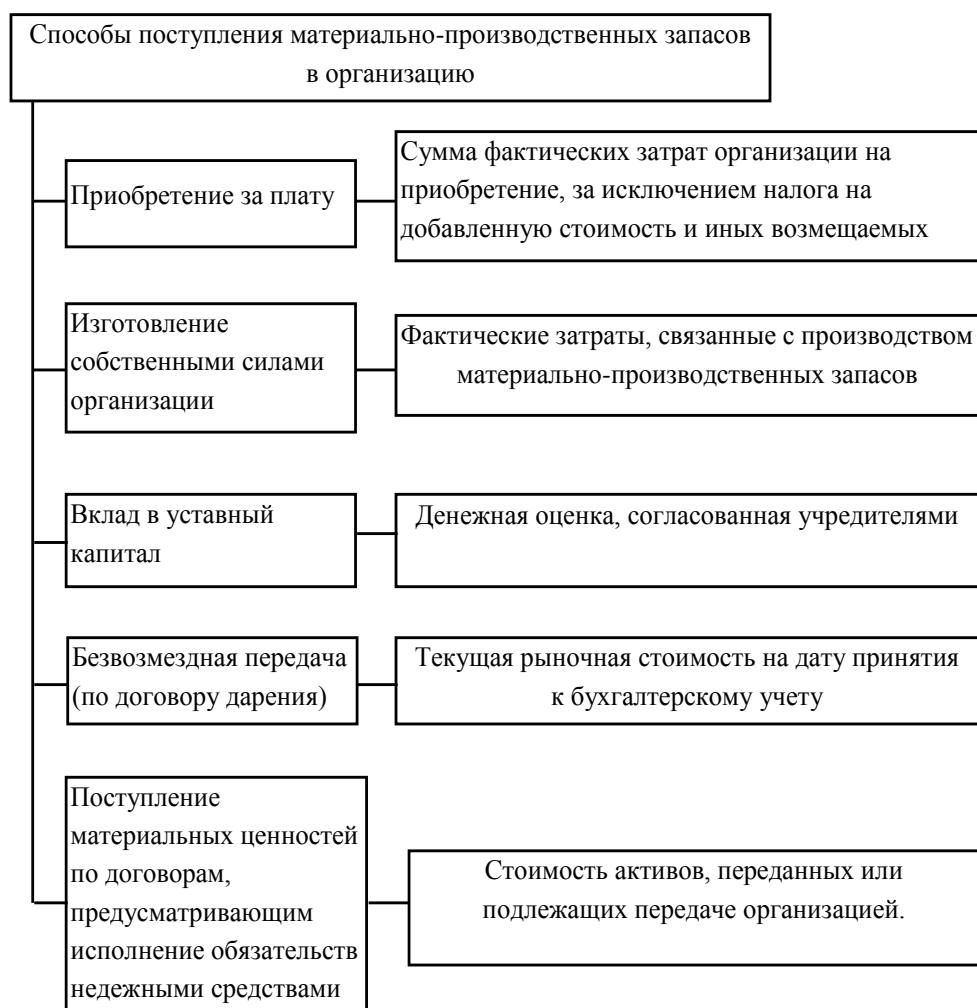 Способы поступления материально-производственных запасов
в организацию
Приобретение за плату
Сумма фактических затрат организации на
приобретение, за исключением налога на
добавленную стоимость и иных возмещаемых
Изготовление
собственными силами
организации
Фактические затраты, связанные с производством
материально-производственных запасов
Вклад в уставный
капитал
Денежная оценка, согласованная учредителями
Безвозмездная передача
(по договору дарения)
Текущая рыночная стоимость на дату принятия
к бухгалтерскому учету
Поступление
материальных ценностей
по договорам,
предусматривающим
исполнение обязательств
недежными средствами
Стоимость активов, переданных или
подлежащих передаче организацией.